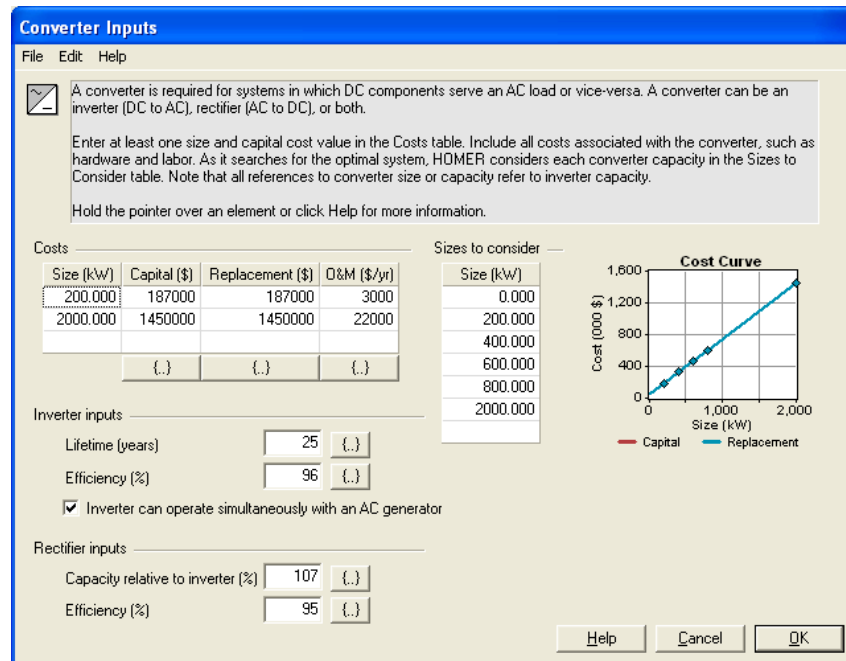 Converter Inputs
File Edit Help
A converter is required for systems in which DC components serve an AC load or vice-versa. A converter can be an
inverter (DC to AC), rectifier (AC to DC), or both.
Enter at least one size and capital cost value in the Costs table. Include all costs associated with the converter, such as
hardware and labor. As it searches for the optimal system, HOMER considers each converter capacity in the Sizes to
Consider table. Note that all references to converter size or capacity refer to inverter capacity.
Hold the pointer over an element or click Help for more information.
Costs
Size (kW) Capital ($) Replacement ($) O&M ($/yr)
200.000 187000 187000 3000
2000.000 1450000 1450000 22000
{..} {..} {..}
Sizes to consider
Size (kW)
0.000
200.000
400.000
600.000
800.000
2000.000
Cost Curve
Cost (000 $)
1,600
1,200
800
400
0
0 1,000 2,000
Size (kW)
Capital Replacement
Inverter inputs
Lifetime (years) 25 {..}
Efficiency (%) 96 {..}
Inverter can operate simultaneously with an AC generator
Rectifier inputs
Capacity relative to inverter (%) 107 {..}
Efficiency (%) 95 {..}
Help Cancel OK